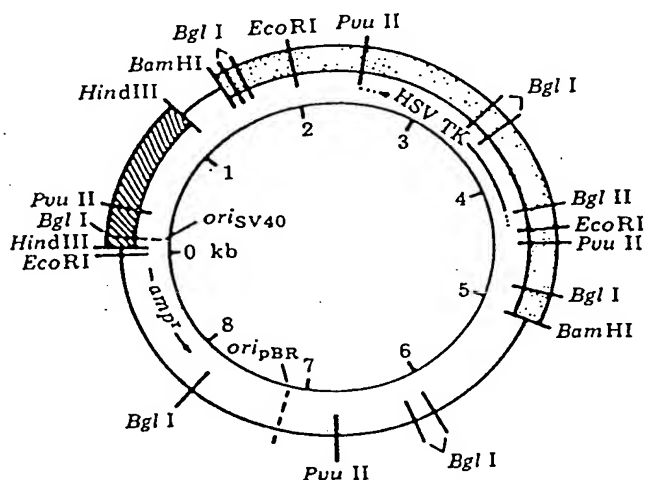 Bgl I
EcoRI
Pvu II
BamHI
HindIII
Bgl I
HSV TK
2
3
1
4
Pvu II
Bgl I
HindIII
EcoRI
oriSV40
0 kb
Bgl II
EcoRI
Pvu II
ampr
5
Bgl I
BamHI
8
oripBR
7
6
Bgl I
Pvu II
Bgl I